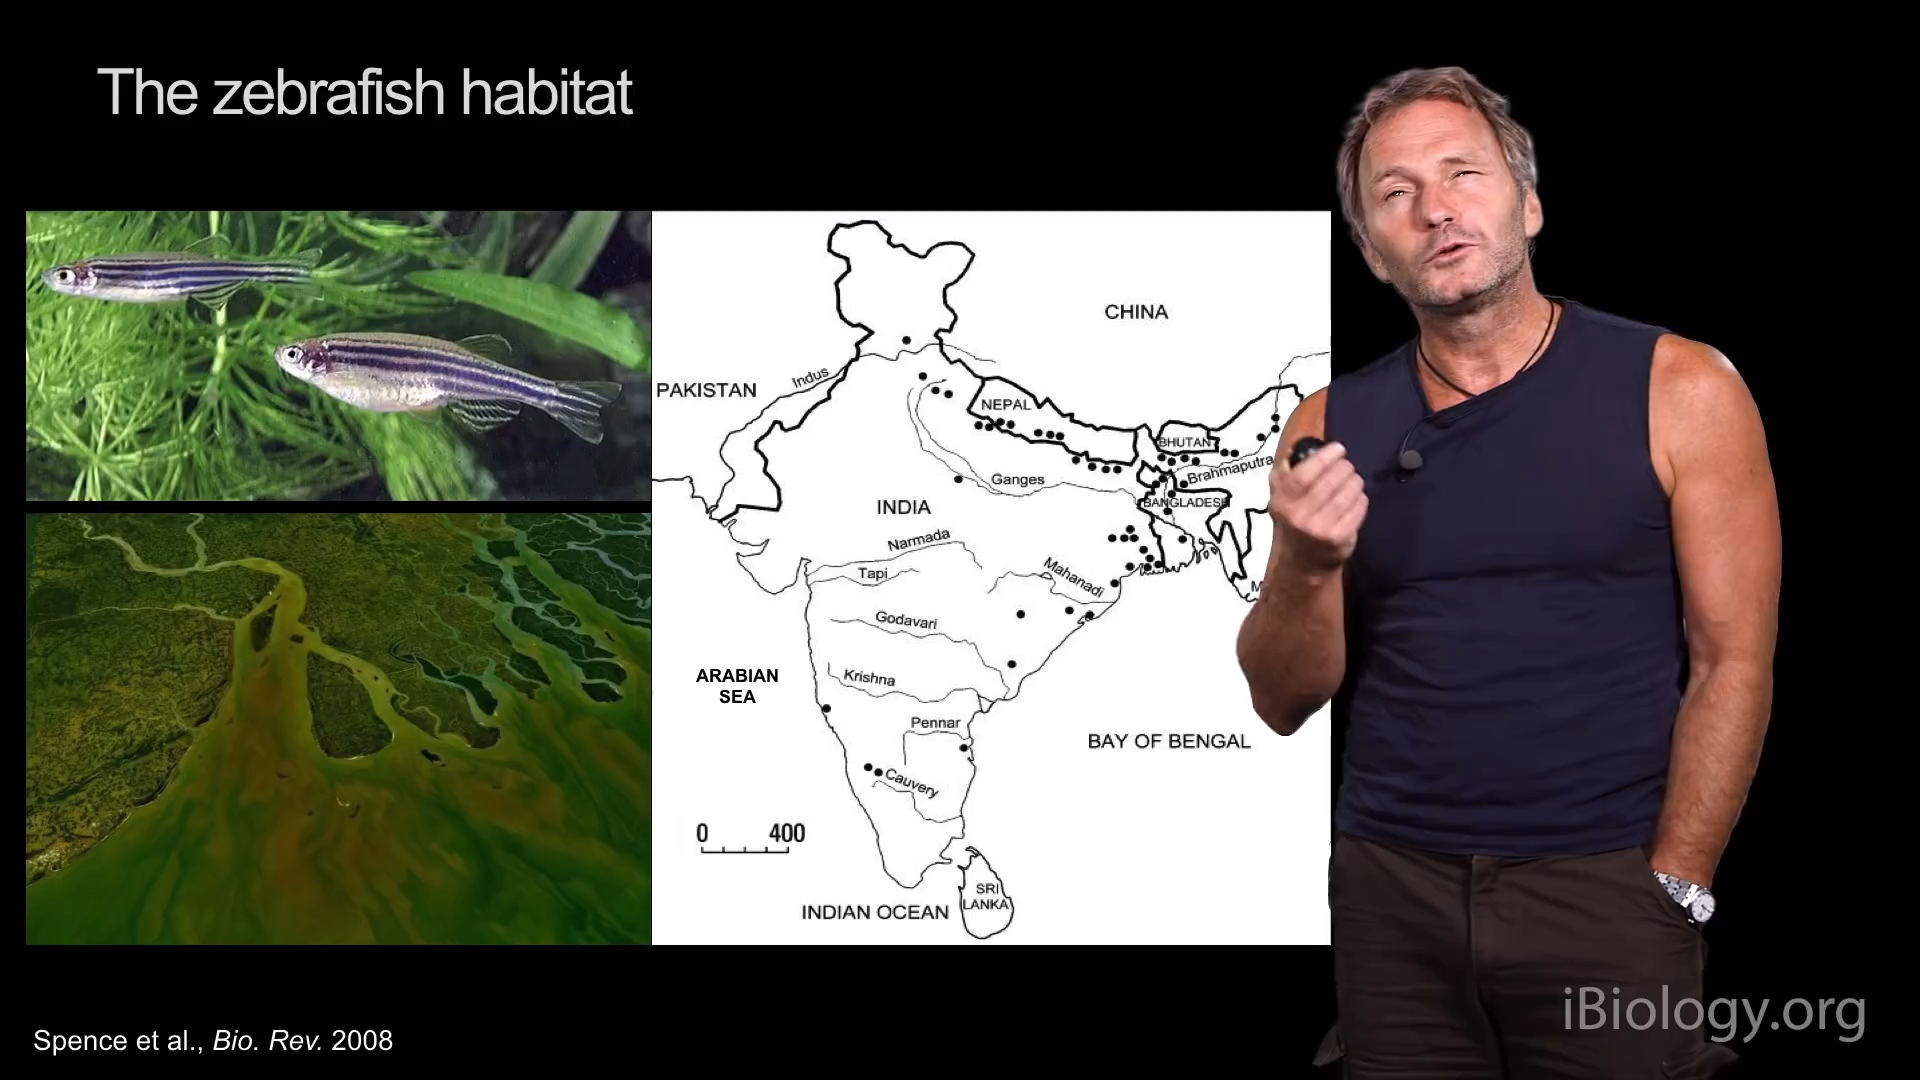 The zebrafish habitat
CHINA
PAKISTAN
Indus
NEPAL
BHUTAN
Brahmaputra
Ganges
BANGLADESH
INDIA
Narmada
Tapi
Mahanadi
M
Godavari
Krishna
ARABIAN
SEA
Pennar
BAY OF BENGAL
Cauvery
0 400
SRI
LANKA
INDIAN OCEAN
Spence et al., Bio. Rev. 2008
iBiology.org